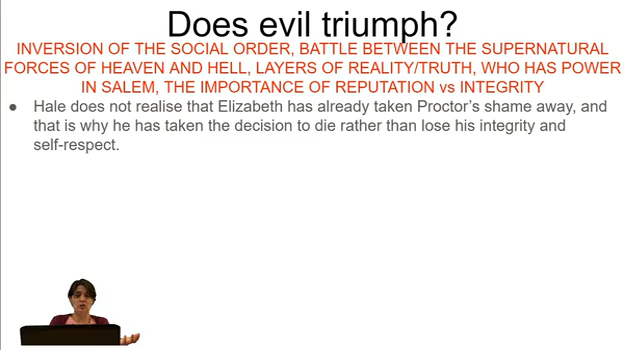 Does evil triumph?
INVERSION OF THE SOCIAL ORDER, BATTLE BETWEEN THE SUPERNATURAL
FORCES OF HEAVEN AND HELL, LAYERS OF REALITY/TRUTH, WHO HAS POWER
IN SALEM, THE IMPORTANCE OF REPUTATION vs INTEGRITY
● Hale does not realise that Elizabeth has already taken Proctor's shame away, and
that is why he has taken the decision to die rather than lose his integrity and
self-respect.